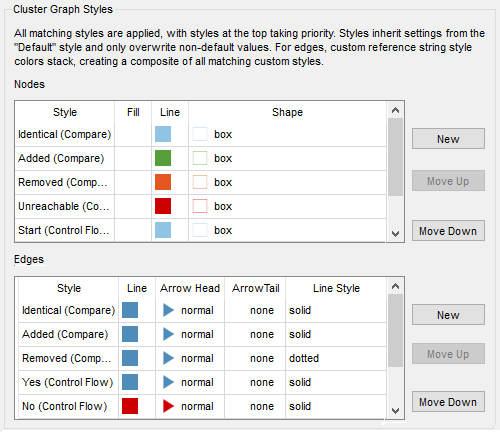 Cluster Graph Styles
All matching styles are applied, with styles at the top taking priority. Styles inherit settings from the
"Default" style and only overwrite non-default values. For edges, custom reference string style
colors stack, creating a composite of all matching custom styles.
Nodes
Style Fill Line Shape
Identical (Compare) box
Added (Compare) box
Removed (Comp... box
Unreachable (Co... box
Start (Control Flow... box
New
Move Up
Move Down
Edges
Style Line Arrow Head ArrowTail Line Style
Identical (Compare) normal none solid
Added (Compare) normal none solid
Removed (Comp... normal none dotted
Yes (Control Flow) normal none solid
No (Control Flow) normal none solid
New
Move Up
Move Down